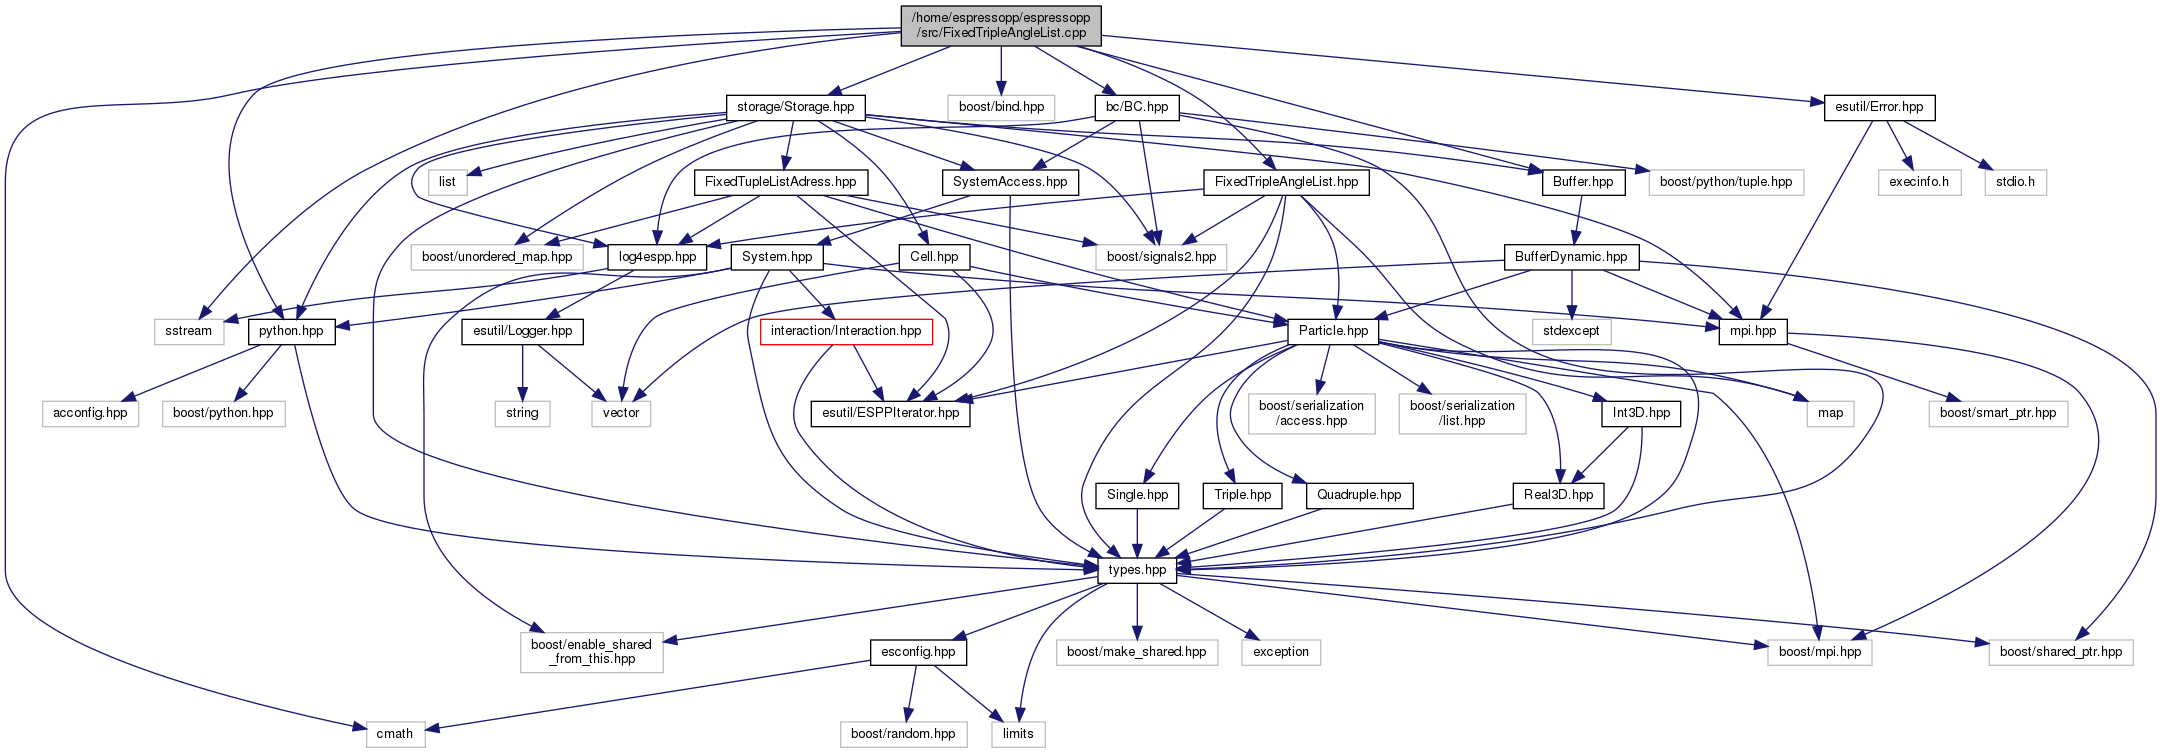 /home/espressopp/espressopp
/src/FixedTripleAngleList.cpp
storage/Storage.hpp
boost/bind.hpp
bc/BC.hpp
esutil/Error.hpp
list
FixedTupleListAdress.hpp
SystemAccess.hpp
FixedTripleAngleList.hpp
Buffer.hpp
boost/python/tuple.hpp
execinfo.h
stdio.h
boost/unordered_map.hpp
log4espp.hpp
System.hpp
Cell.hpp
boost/signals2.hpp
BufferDynamic.hpp
sstream
python.hpp
esutil/Logger.hpp
interaction/Interaction.hpp
Particle.hpp
stdexcept
mpi.hpp
acconfig.hpp
boost/python.hpp
string
vector
esutil/ESPPIterator.hpp
boost/serialization
/access.hpp
boost/serialization
/list.hpp
Int3D.hpp
map
boost/smart_ptr.hpp
Single.hpp
Triple.hpp
Quadruple.hpp
Real3D.hpp
types.hpp
boost/enable_shared
_from_this.hpp
esconfig.hpp
boost/make_shared.hpp
exception
boost/mpi.hpp
boost/shared_ptr.hpp
cmath
boost/random.hpp
limits